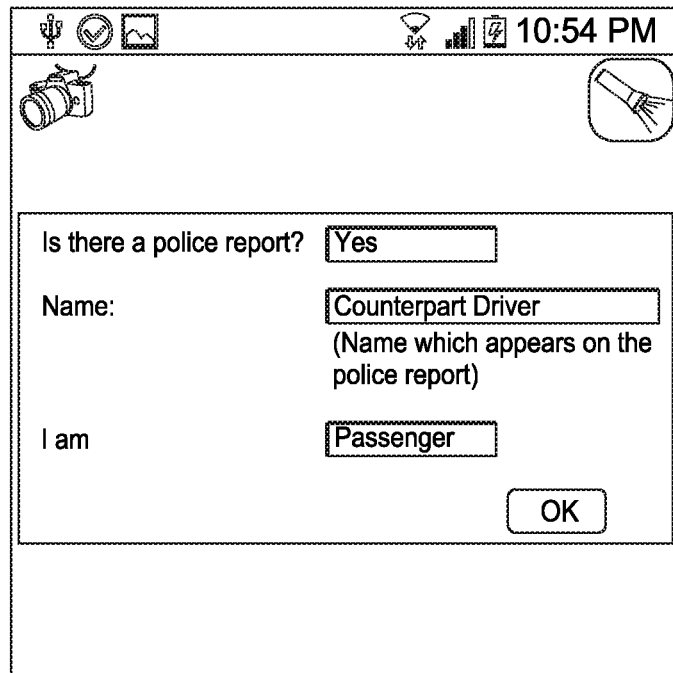 10:54 PM
Is there a police report? Yes
Name: Counterpart Driver
(Name which appears on the
police report)
I am Passenger
OK